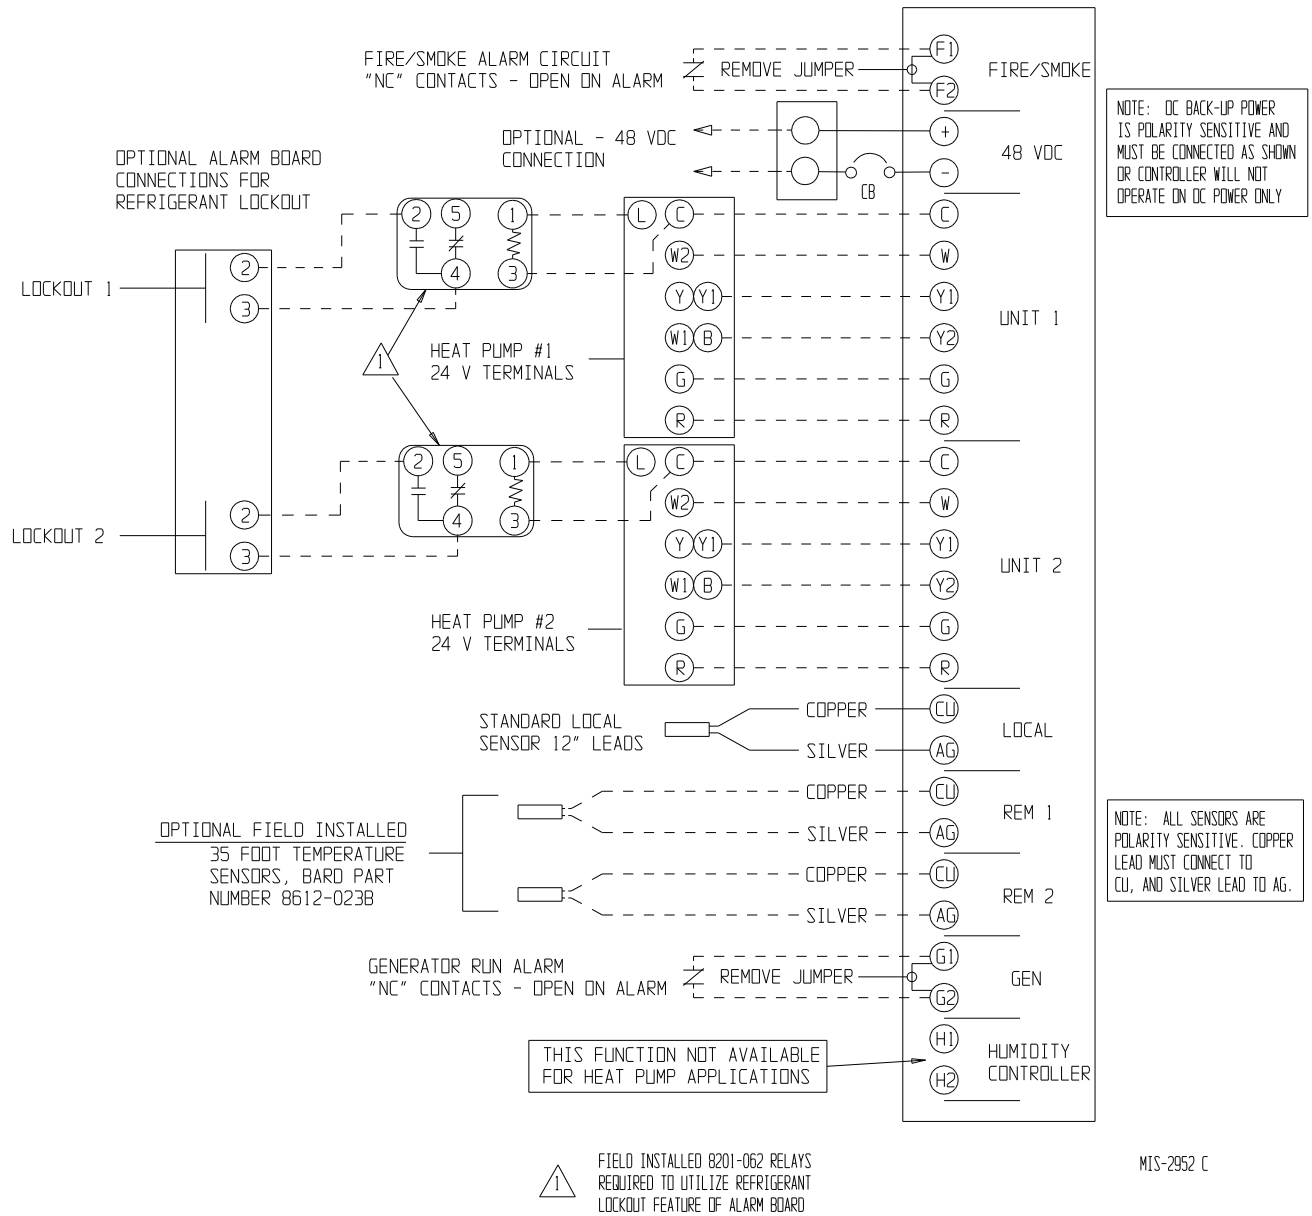 FIRE/SMOKE ALARM CIRCUIT
"NC" CONTACTS - OPEN ON ALARM
REMOVE JUMPER
F1
F2
FIRE/SMOKE
NOTE: DC BACK-UP POWER
IS POLARITY SENSITIVE AND
MUST BE CONNECTED AS SHOWN
OR CONTROLLER WILL NOT
OPERATE ON DC POWER ONLY
OPTIONAL - 48 VDC
CONNECTION
CB
+
-
48 VDC
OPTIONAL ALARM BOARD
CONNECTIONS FOR
REFRIGERANT LOCKOUT
LOCKOUT 1
2
3
2
5
1
4
3
1
HEAT PUMP #1
24 V TERMINALS
L
C
W2
Y
Y1
W1
B
G
R
C
W
Y1
Y2
G
R
UNIT 1
LOCKOUT 2
2
3
2
5
1
4
3
HEAT PUMP #2
24 V TERMINALS
L
C
W2
Y
Y1
W1
B
G
R
C
W
Y1
Y2
G
R
UNIT 2
STANDARD LOCAL
SENSOR 12" LEADS
COPPER
SILVER
CU
AG
LOCAL
OPTIONAL FIELD INSTALLED
35 FOOT TEMPERATURE
SENSORS, BARD PART
NUMBER 8612-023B
COPPER
SILVER
CU
AG
REM 1
COPPER
SILVER
CU
AG
REM 2
NOTE: ALL SENSORS ARE
POLARITY SENSITIVE. COPPER
LEAD MUST CONNECT TO
CU, AND SILVER LEAD TO AG.
GENERATOR RUN ALARM
"NC" CONTACTS - OPEN ON ALARM
REMOVE JUMPER
G1
G2
GEN
THIS FUNCTION NOT AVAILABLE
FOR HEAT PUMP APPLICATIONS
H1
H2
HUMIDITY
CONTROLLER
1
FIELD INSTALLED 8201-062 RELAYS
REQUIRED TO UTILIZE REFRIGERANT
LOCKOUT FEATURE OF ALARM BOARD
MIS-2952 C